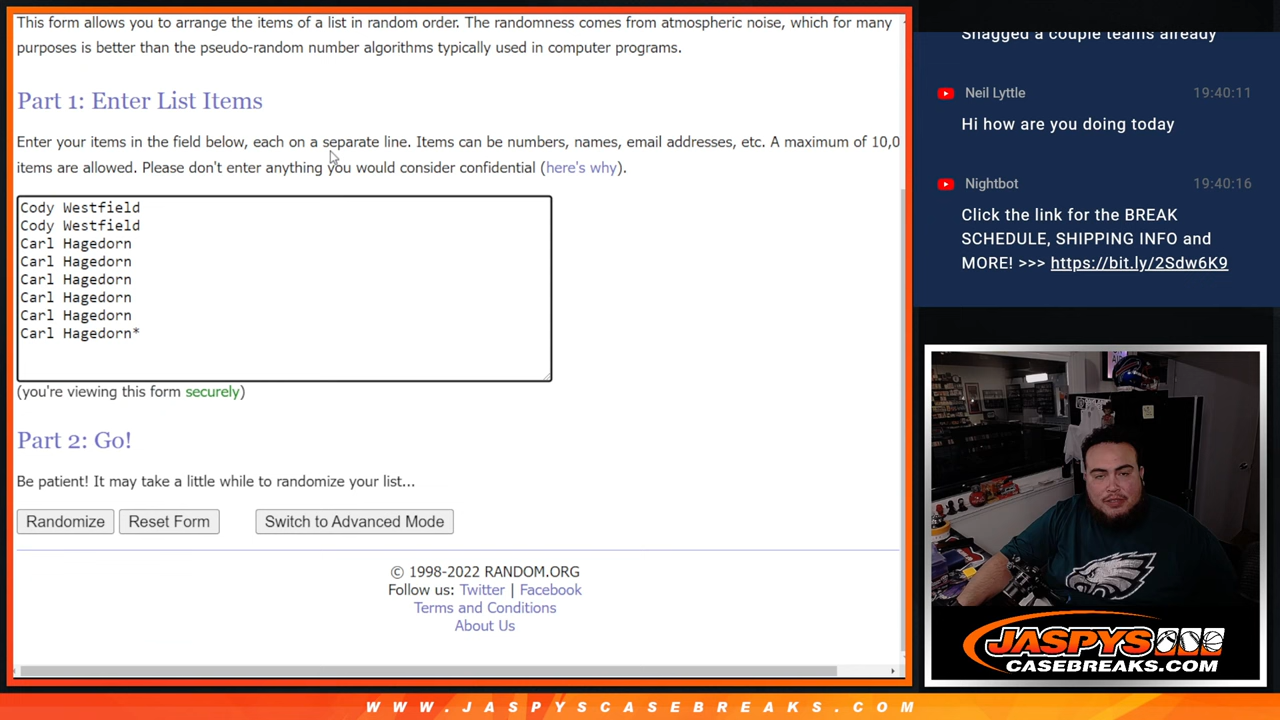 This form allows you to arrange the items of a list in random order. The randomness comes from atmospheric noise, which for many
purposes is better than the pseudo-random number algorithms typically used in computer programs.
Part 1: Enter List Items
Enter your items in the field below, each on a separate line. Items can be numbers, names, email addresses, etc. A maximum of 10,0
items are allowed. Please don't enter anything you would consider confidential (here's why).
Cody Westfield
Cody Westfield
Carl Hagedorn
Carl Hagedorn
Carl Hagedorn
Carl Hagedorn
Carl Hagedorn
Carl Hagedorn*
(you're viewing this form securely)
Part 2: Go!
Be patient! It may take a little while to randomize your list...
Randomize
Reset Form
Switch to Advanced Mode
© 1998-2022 RANDOM.ORG
Follow us: Twitter | Facebook
Terms and Conditions
About Us
Snagged a couple teams already
Neil Lyttle 19:40:11
Hi how are you doing today
Nightbot 19:40:16
Click the link for the BREAK
SCHEDULE, SHIPPING INFO and
MORE! >>> https://bit.ly/2Sdw6K9
JASPYS
CASEBREAKS.COM
WWW.JASPYSCASEBREAKS.COM